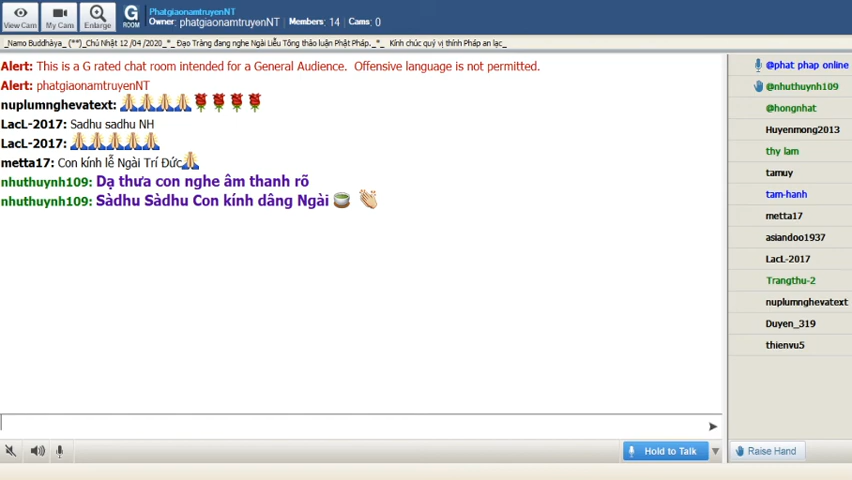 View Cam
My Cam
Enlarge
G
ROOM
PhatgiaonamtruyenNT
Owner: phatgiaonamtruyenNT Members: 14 Cams: 0
_Namo Buddhàya_ (**)_Chủ Nhật 12 /04 /2020_*_ Đạo Tràng đang nghe Ngài Liễu Tông thảo luận Phật Pháp._*_ Kính chúc quý vị thính Pháp an lạc_
Alert: This is a G rated chat room intended for a General Audience. Offensive language is not permitted.
Alert: phatgiaonamtruyenNT
nuplumnghevatext:
LacL-2017: Sadhu sadhu NH
LacL-2017:
metta17: Con kính lễ Ngài Trí Đức
nhuthuynh109: Dạ thưa con nghe âm thanh rõ
nhuthuynh109: Sàdhu Sàdhu Con kính dâng Ngài
@phat phap online
@nhuthuynh109
@hongnhat
Huyenmong2013
thy lam
tamuy
tam-hanh
metta17
asiandoo1937
LacL-2017
Trangthu-2
nuplumnghevatext
Duyen_319
thienvu5
Hold to Talk
Raise Hand